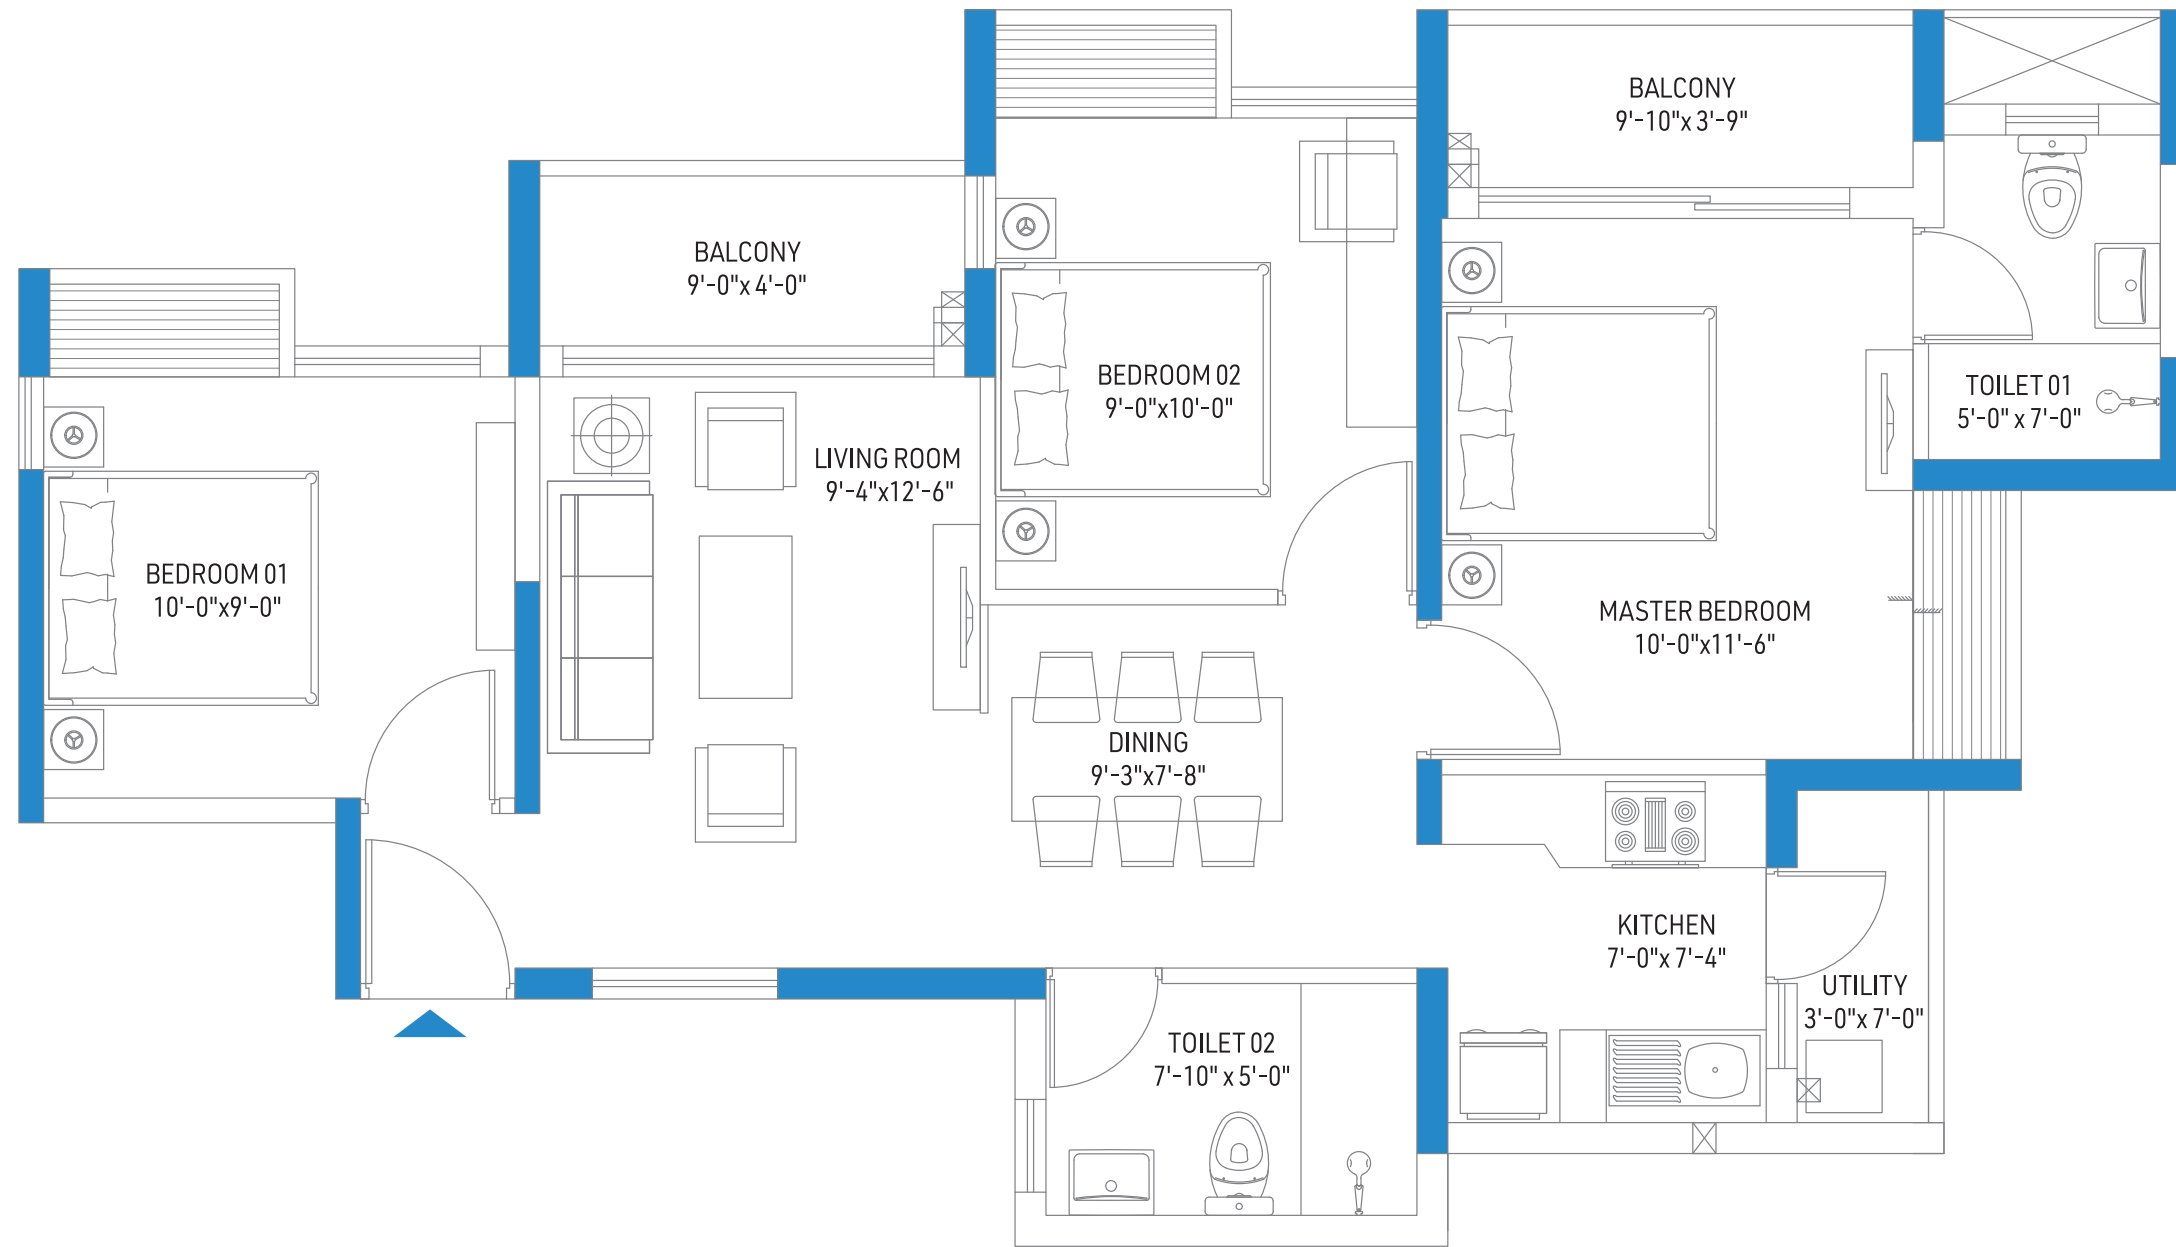 BALCONY
9'-10"x 3'-9"
BALCONY
9'-0"x 4'-0"
BEDROOM 02
9'-0"x10'-0"
TOILET 01
5'-0" x 7'-0"
LIVING ROOM
9'-4"x12'-6"
BEDROOM 01
10'-0"x9'-0"
MASTER BEDROOM
10'-0"x11'-6"
DINING
9'-3"x7'-8"
KITCHEN
7'-0"x 7'-4"
UTILITY
3'-0"x 7'-0"
TOILET 02
7'-10" x 5'-0"